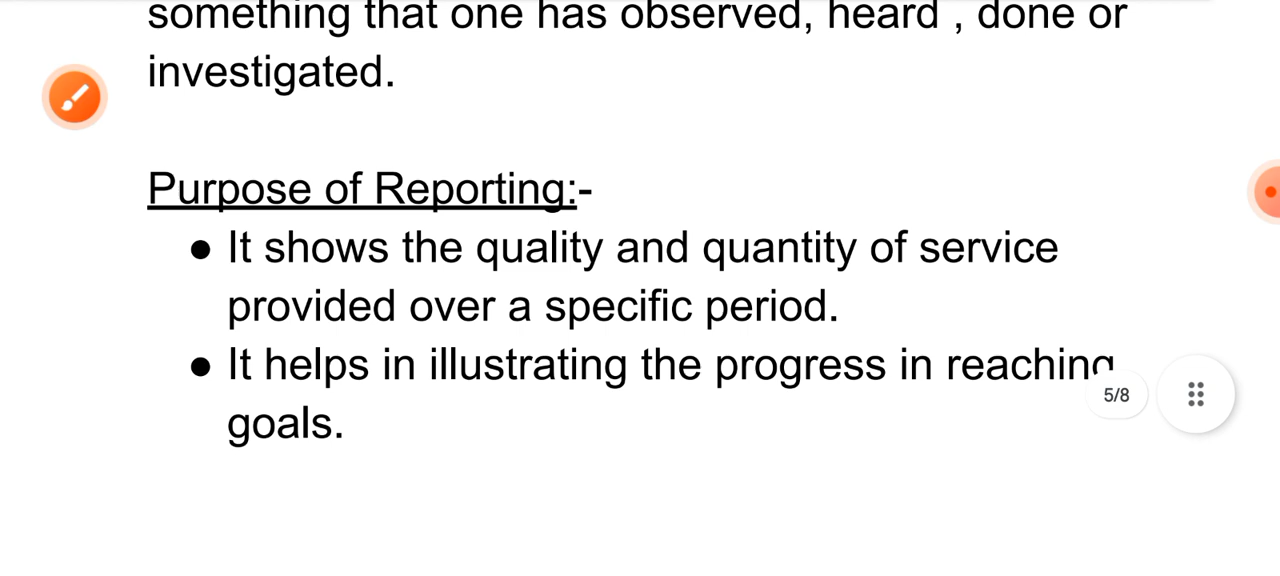 something that one has observed, heard , done or
investigated.
Purpose of Reporting:-
● It shows the quality and quantity of service
provided over a specific period.
● It helps in illustrating the progress in reaching
goals.
5/8